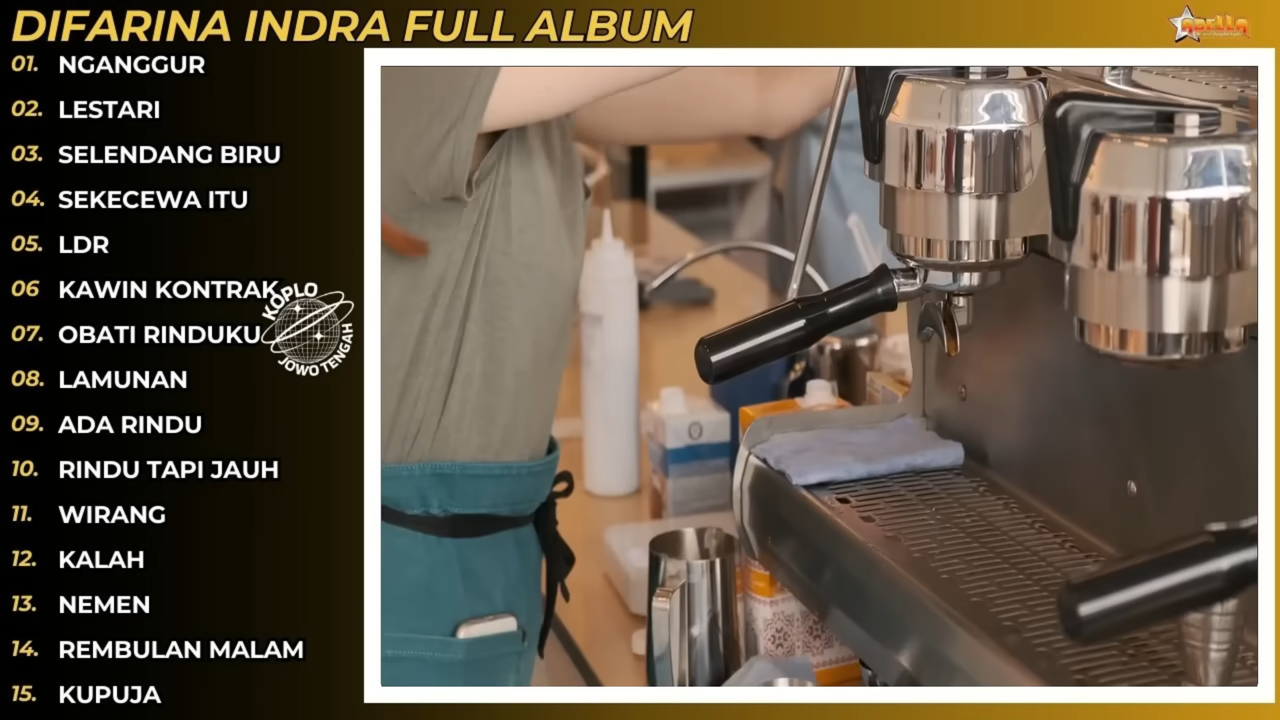 DIFARINA INDRA FULL ALBUM
ADELLA
01. NGANGGUR
02. LESTARI
03. SELENDANG BIRU
04. SEKECEWA ITU
05. LDR
06 KAWIN KONTRAK
07. OBATI RINDUKU
08. LAMUNAN
09. ADA RINDU
10. RINDU TAPI JAUH
11. WIRANG
12. KALAH
13. NEMEN
14. REMBULAN MALAM
15. KUPUJA
KOPLO
JOWO TENGAH